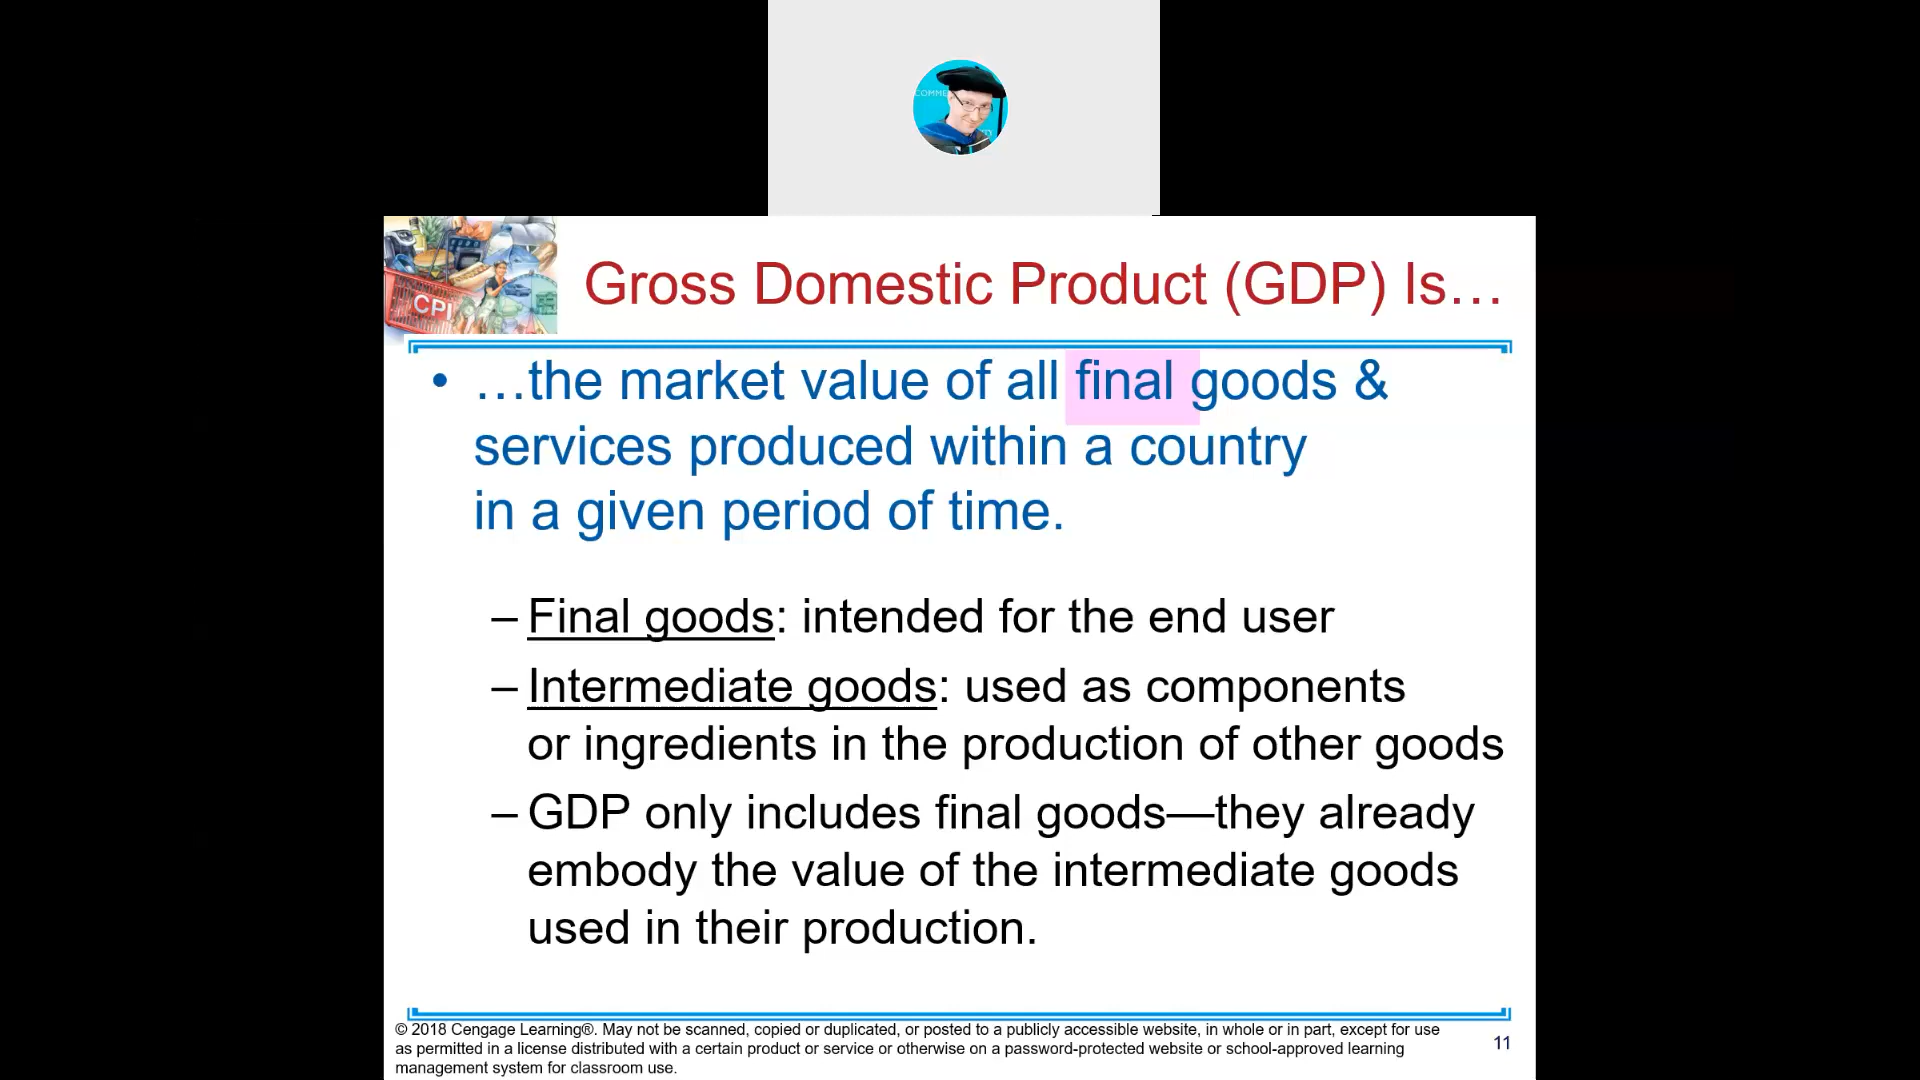 COMME
CPI
Gross Domestic Product (GDP) Is…
• …the market value of all final goods &
services produced within a country
in a given period of time.
– Final goods: intended for the end user
– Intermediate goods: used as components
or ingredients in the production of other goods
– GDP only includes final goods—they already
embody the value of the intermediate goods
used in their production.
© 2018 Cengage Learning®. May not be scanned, copied or duplicated, or posted to a publicly accessible website, in whole or in part, except for use
as permitted in a license distributed with a certain product or service or otherwise on a password-protected website or school-approved learning
management system for classroom use.
11